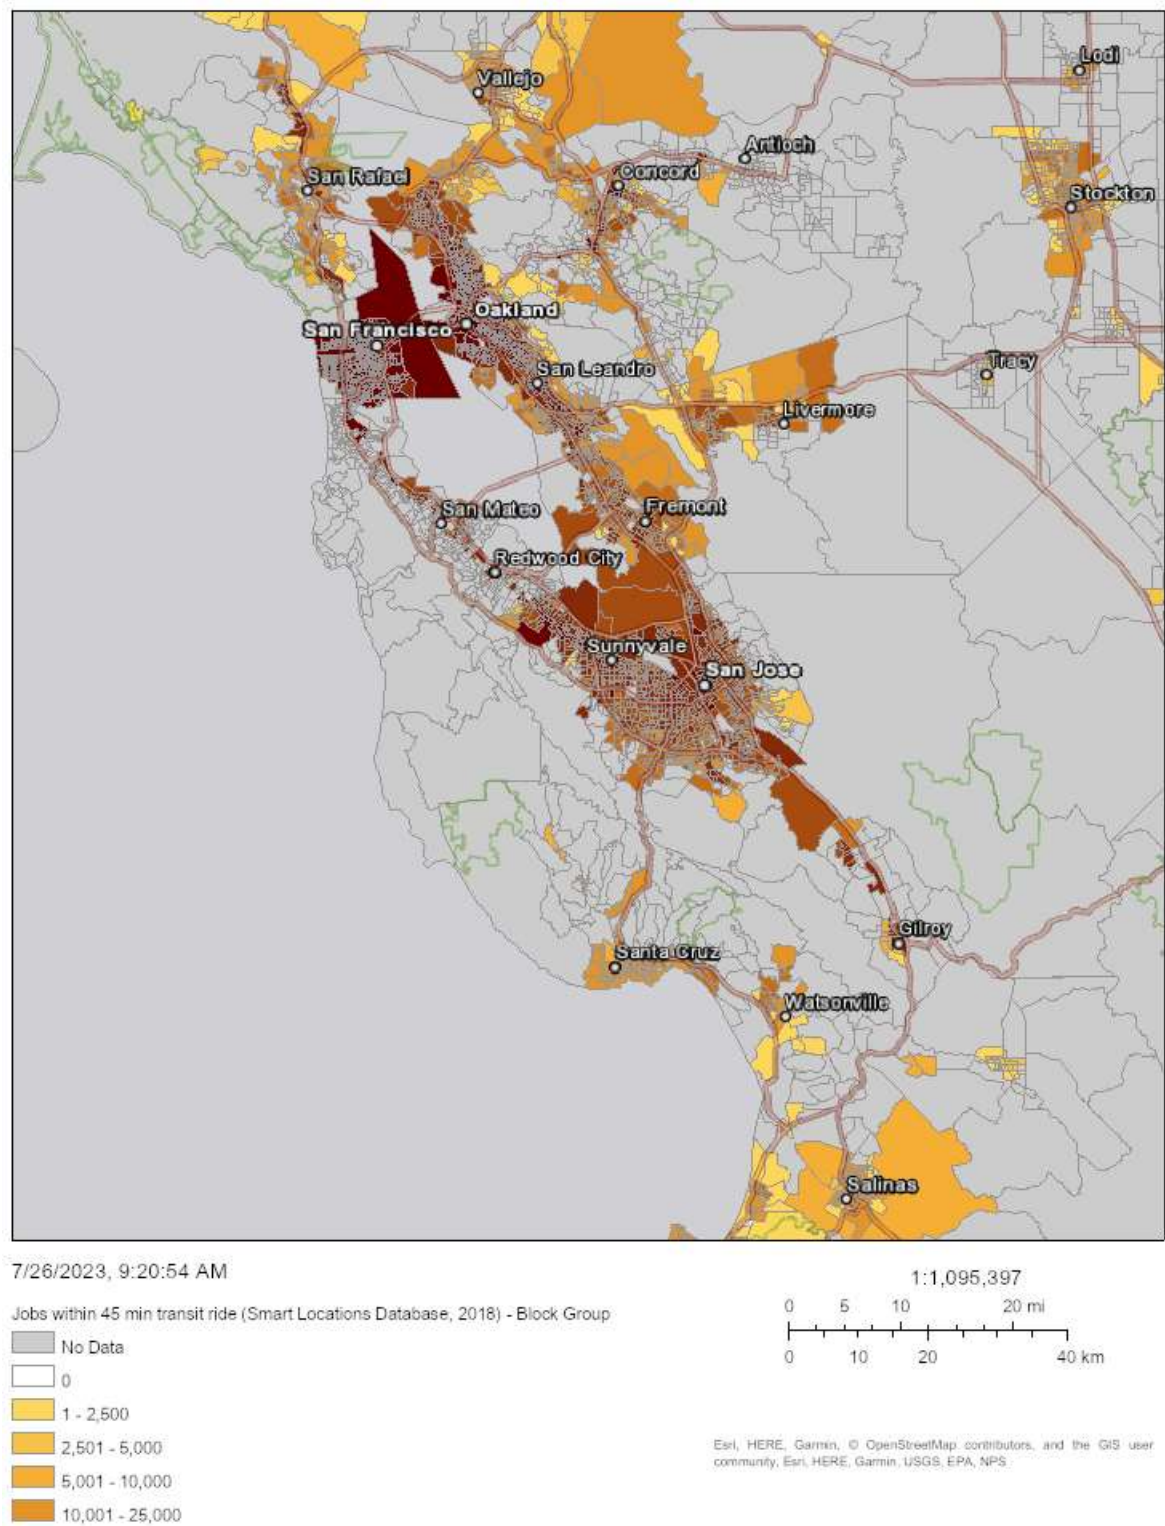 Lodi
Vallejo
Antioch
Concord
San Rafael
Stockton
Oakland
San Francisco
San Leandro
Tracy
Livermore
San Mateo
Fremont
Redwood City
Sunnyvale
San Jose
Gilroy
Santa Cruz
Watsonville
Salinas
7/26/2023, 9:20:54 AM
1:1,095,397
0 5 10 20 mi
0 10 20 40 km
Jobs within 45 min transit ride (Smart Locations Database, 2018) - Block Group
No Data
0
1 - 2,500
2,501 - 5,000
5,001 - 10,000
10,001 - 25,000
Esri, HERE, Garmin, © OpenStreetMap contributors, and the GIS user
community, Esri, HERE, Garmin, USGS, EPA, NPS